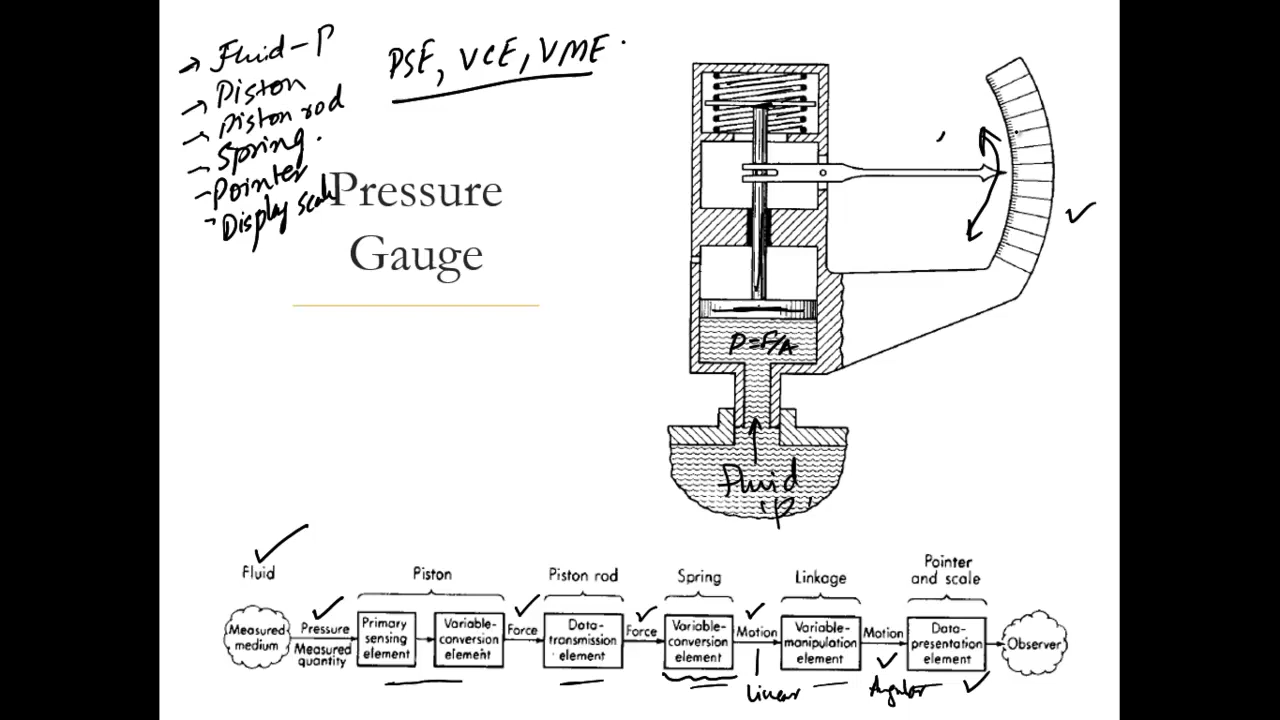 → Fluid - P
→ Piston
→ Piston rod
- Spring.
- Pointer
- Display scale
PSE, VCE, VME.
Pressure
Gauge
P=F/A
Fluid
'P'
Fluid
Piston
Piston rod
Spring
Linkage
Pointer
and scale
Measured
medium
Pressure
Measured
quantity
Primary
sensing
element
Variable-
conversion
element
Force
Data-
transmission
element
Force
Variable-
conversion
element
Motion
Variable-
manipulation
element
Motion
Data-
presentation
element
Observer
Linear
Angular